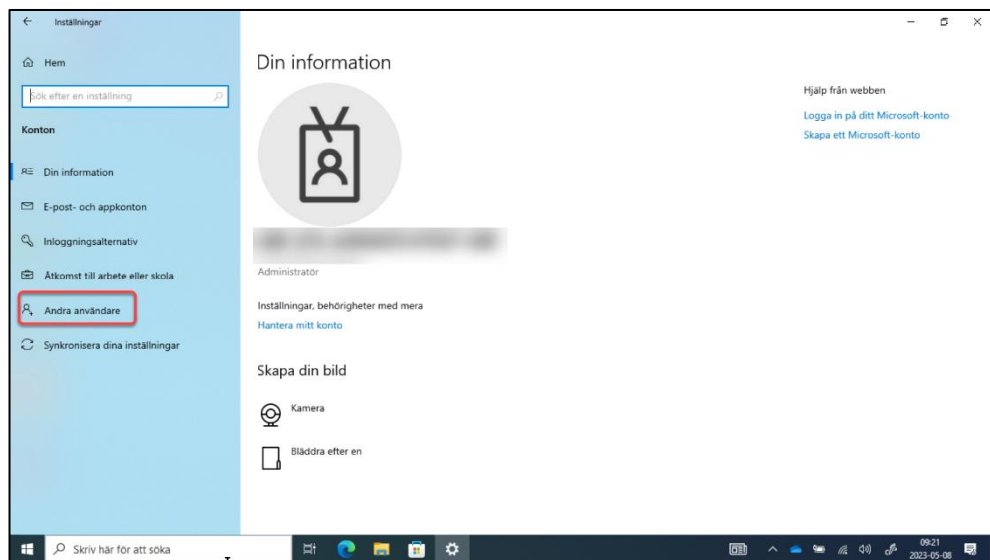 Inställningar
Hem
Sök efter en inställning
Konton
Din information
E-post- och appkonton
Inloggningsalternativ
Åtkomst till arbete eller skola
Andra användare
Synkronisera dina inställningar
Din information
Administratör
Inställningar, behörigheter med mera
Hantera mitt konto
Skapa din bild
Kamera
Bläddra efter en
Hjälp från webben
Logga in på ditt Microsoft-konto
Skapa ett Microsoft-konto
Skriv här för att söka
09:21
2023-05-08